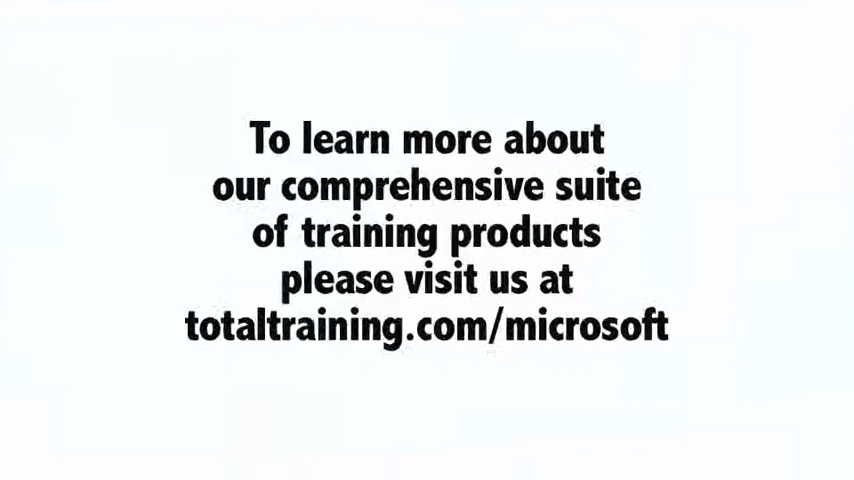 To learn more about
our comprehensive suite
of training products
please visit us at
totaltraining.com/microsoft